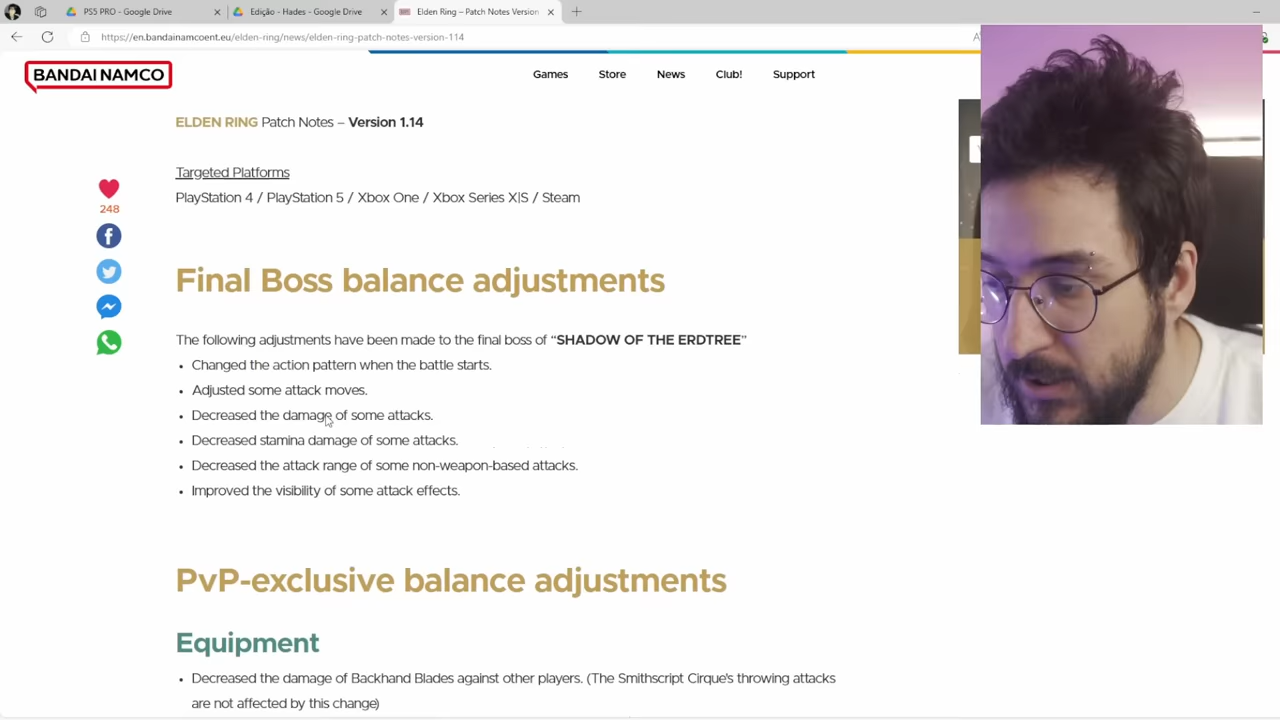 PS5 PRO - Google Drive
Edição - Hades - Google Drive
Elden Ring – Patch Notes Version
https://en.bandainamcoent.eu/elden-ring/news/elden-ring-patch-notes-version-114
BANDAI NAMCO
Games
Store
News
Club!
Support
ELDEN RING Patch Notes – Version 1.14
Targeted Platforms
PlayStation 4 / PlayStation 5 / Xbox One / Xbox Series X|S / Steam
248
Final Boss balance adjustments
The following adjustments have been made to the final boss of “SHADOW OF THE ERDTREE”
• Changed the action pattern when the battle starts.
• Adjusted some attack moves.
• Decreased the damage of some attacks.
• Decreased stamina damage of some attacks.
• Decreased the attack range of some non-weapon-based attacks.
• Improved the visibility of some attack effects.
PvP-exclusive balance adjustments
Equipment
• Decreased the damage of Backhand Blades against other players. (The Smithscript Cirque's throwing attacks
are not affected by this change)